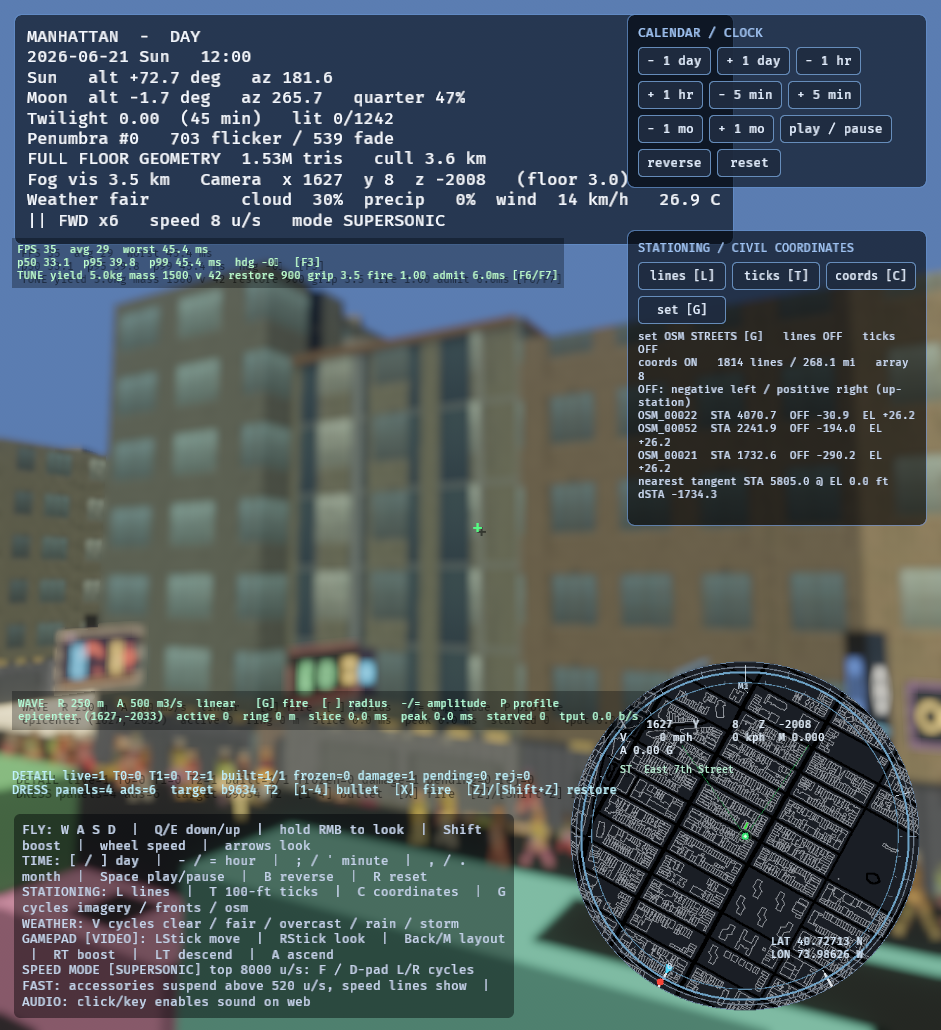 MANHATTAN - DAY
2026-06-21 Sun 12:00
Sun alt +72.7 deg az 181.6
Moon alt -1.7 deg az 265.7 quarter 47%
Twilight 0.00 (45 min) lit 0/1242
Penumbra #0 703 flicker / 539 fade
FULL FLOOR GEOMETRY 1.53M tris cull 3.6 km
Fog vis 3.5 km Camera x 1627 y 8 z -2008 (floor 3.0)
Weather fair cloud 30% precip 0% wind 14 km/h 26.9 C
|| FWD x6 speed 8 u/s mode SUPERSONIC
CALENDAR / CLOCK
- 1 day + 1 day - 1 hr
+ 1 hr - 5 min + 5 min
- 1 mo + 1 mo play / pause
reverse reset
FPS 35 avg 29 worst 45.4 ms
p50 33.1 p95 39.8 p99 45.4 ms hdg -0 [F3]
TUNE yield 5.0kg mass 1500 v 42 restore 900 grip 3.5 fire 1.00 admit 6.0ms [F6/F7]
STATIONING / CIVIL COORDINATES
lines [L] ticks [T] coords [C]
set [G]
set OSM STREETS [G] lines OFF ticks
OFF
coords ON 1814 lines / 268.1 mi array
8
OFF: negative left / positive right (up-
station)
OSM_00022 STA 4070.7 OFF -30.9 EL +26.2
OSM_00052 STA 2241.9 OFF -194.0 EL
+26.2
OSM_00021 STA 1732.6 OFF -290.2 EL
+26.2
nearest tangent STA 5805.0 @ EL 0.0 ft
dSTA -1734.3
WAVE R 250 m A 500 m3/s linear [G] fire [ ] radius -/= amplitude P profile
epicenter (1627,-2033) active 0 ring 0 m slice 0.0 ms peak 0.0 ms starved 0 tput 0.0 b/s
X 1627 Y 8 Z -2008
V 0 mph 0 kph M 0.000
A 0.00 G
ST East 7th Street
LAT 40.72713 N
LON 73.98626 W
DETAIL live=1 T0=0 T1=0 T2=1 built=1/1 frozen=0 damage=1 pending=0 rej=0
DRESS panels=4 ads=6 target b9634 T2 [1-4] bullet [X] fire [Z]/[Shift+Z] restore
FLY: W A S D | Q/E down/up | hold RMB to look | Shift
boost | wheel speed | arrows look
TIME: [ / ] day | - / = hour | ; / ' minute | , / .
month | Space play/pause | B reverse | R reset
STATIONING: L lines | T 100-ft ticks | C coordinates | G
cycles imagery / fronts / osm
WEATHER: V cycles clear / fair / overcast / rain / storm
GAMEPAD [VIDEO]: LStick move | RStick look | Back/M layout
| RT boost | LT descend | A ascend
SPEED MODE [SUPERSONIC] top 8000 u/s: F / D-pad L/R cycles
FAST: accessories suspend above 520 u/s, speed lines show |
AUDIO: click/key enables sound on web